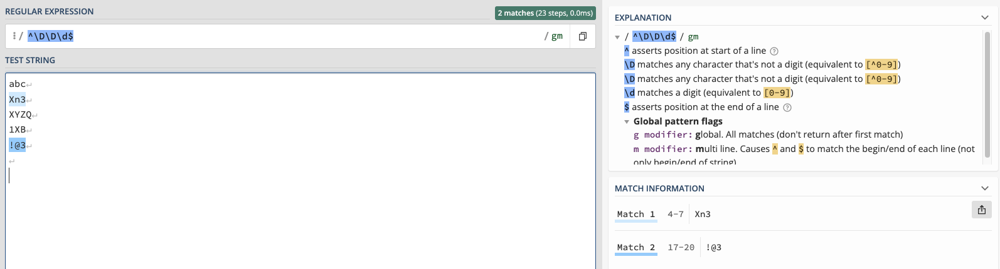 REGULAR EXPRESSION
2 matches (23 steps, 0.0ms)
/ ^\D\D\d$ / gm
TEST STRING
abc↵
Xn3↵
XYZQ↵
1XB↵
!@3↵
↵
EXPLANATION
/ ^\D\D\d$ / gm
^ asserts position at start of a line ?
\D matches any character that's not a digit (equivalent to [^0-9])
\D matches any character that's not a digit (equivalent to [^0-9])
\d matches a digit (equivalent to [0-9])
$ asserts position at the end of a line ?
Global pattern flags
g modifier: global. All matches (don't return after first match)
m modifier: multi line. Causes ^ and $ to match the begin/end of each line (not
only begin/end of string)
MATCH INFORMATION
Match 1 4-7 Xn3
Match 2 17-20 !@3